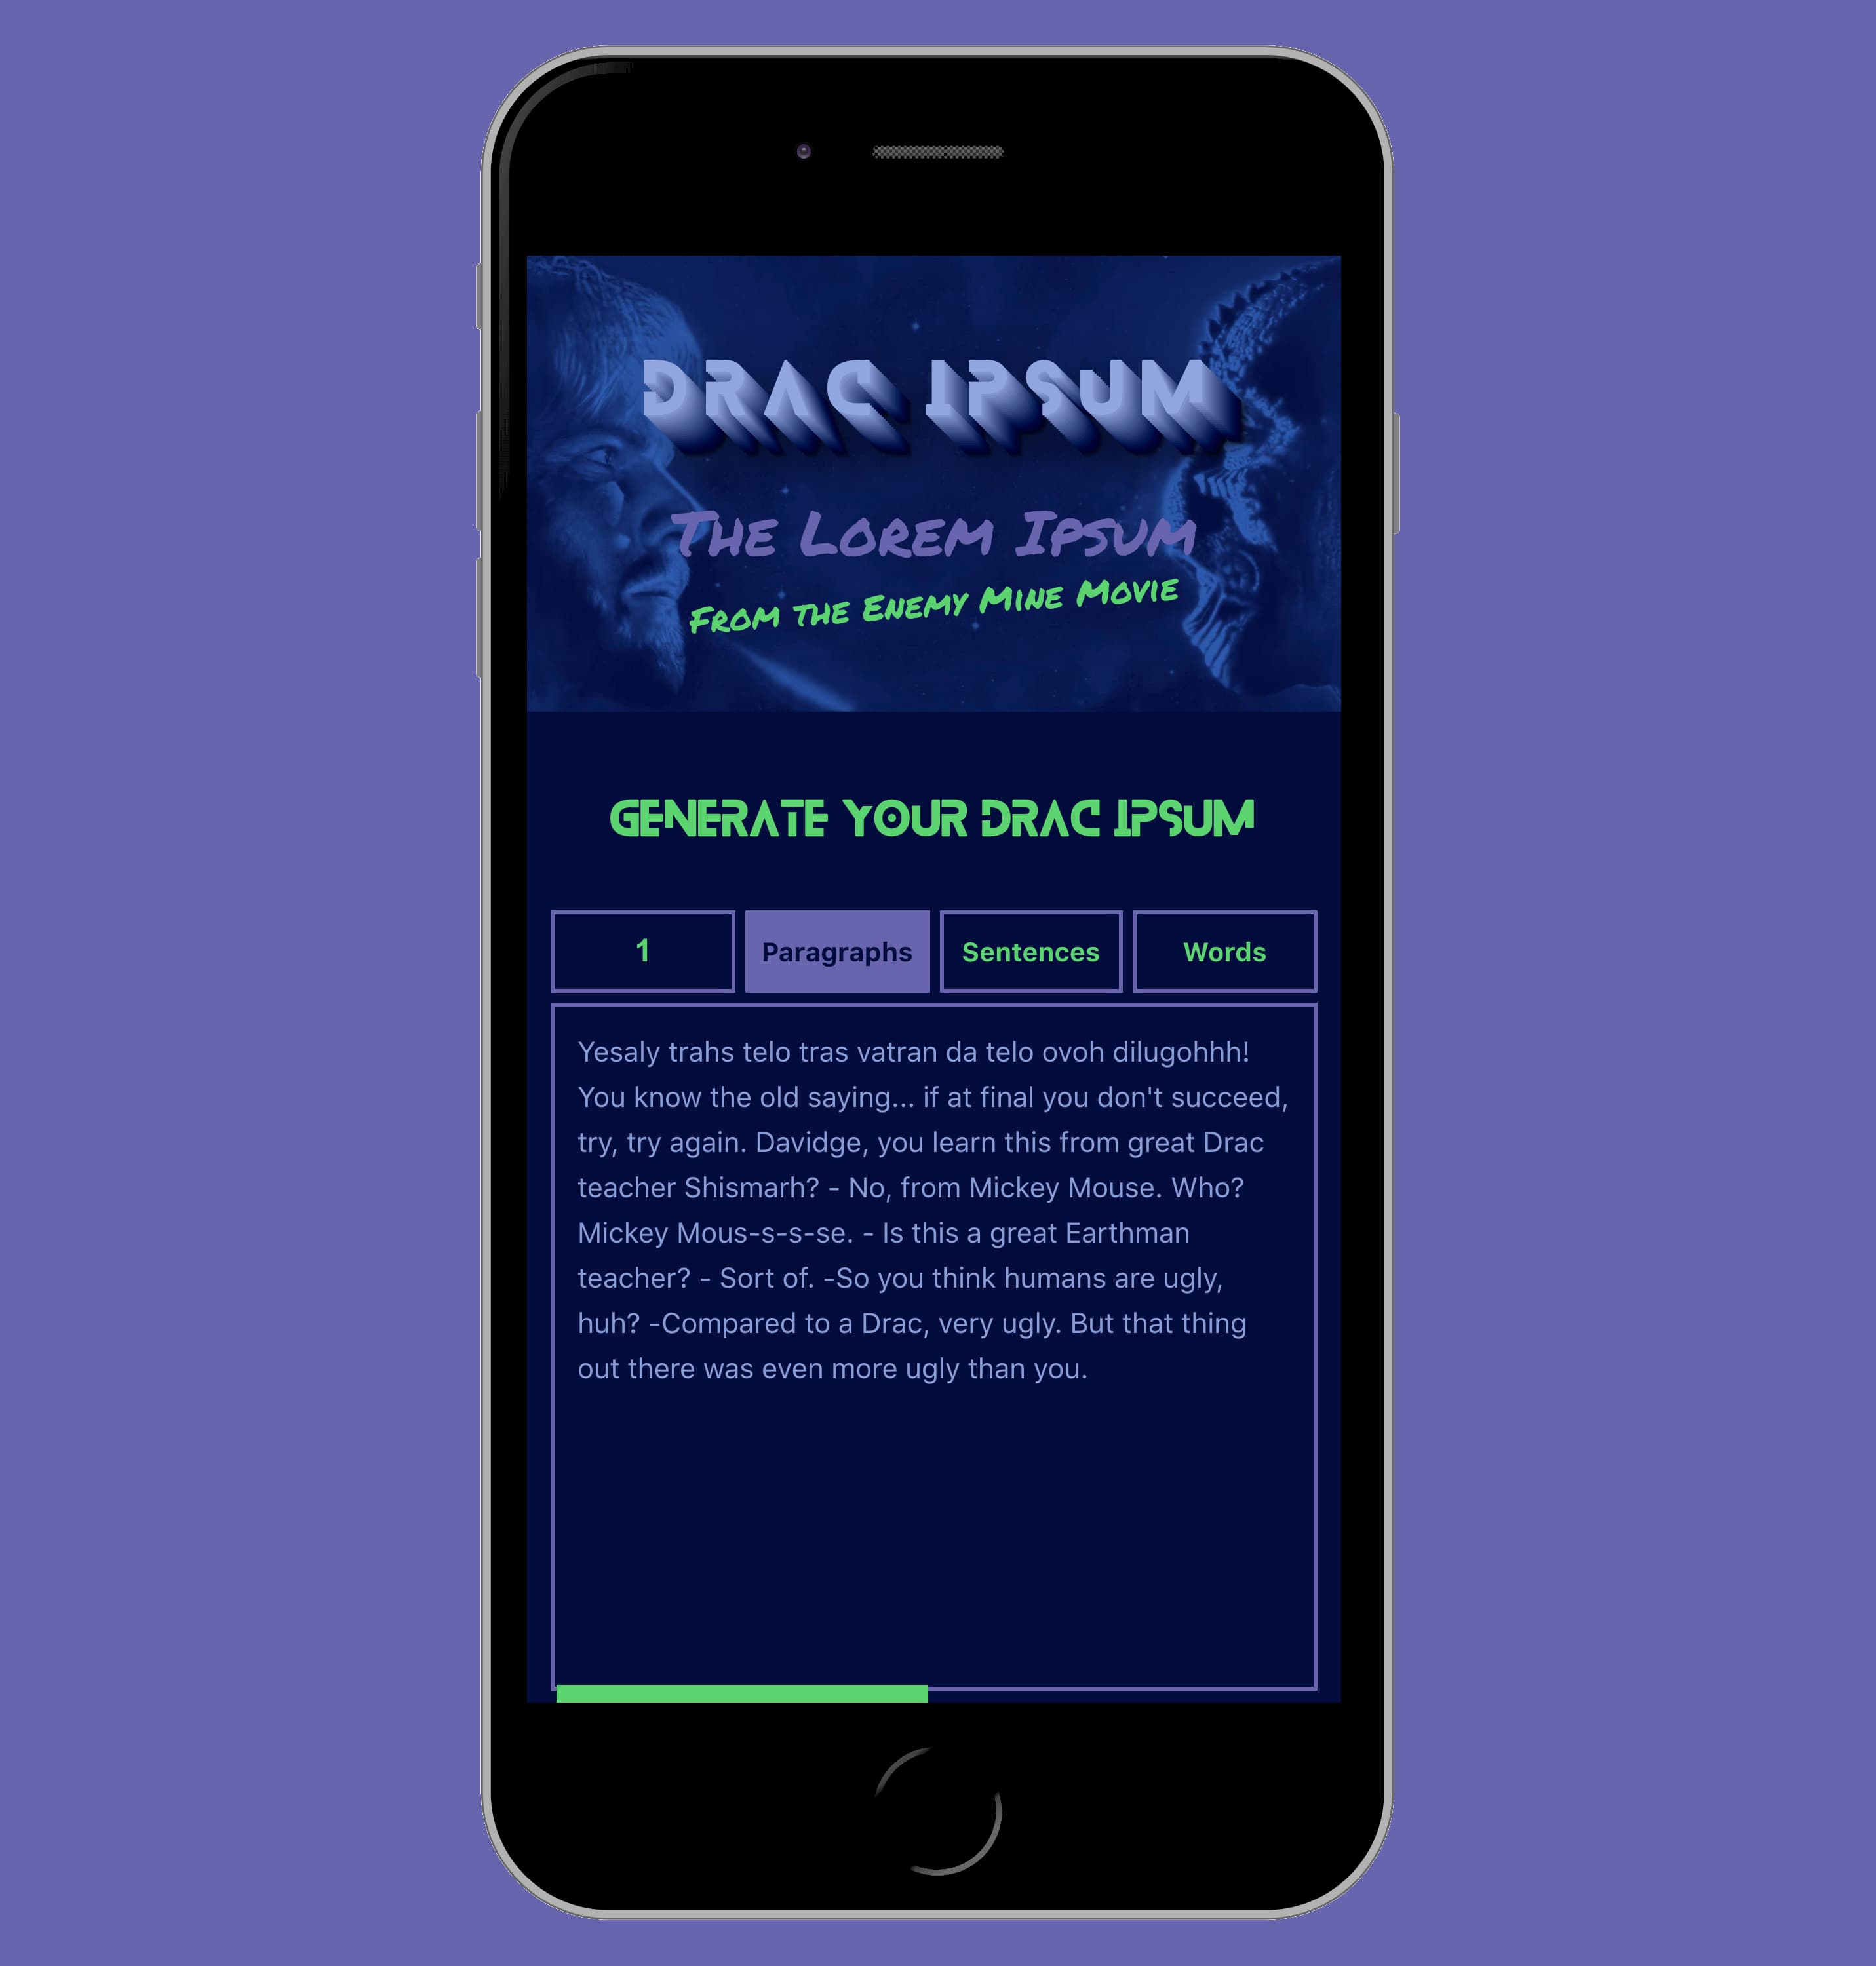 DRAC IPSUM
The Lorem Ipsum
From the Enemy Mine Movie
GENERATE YOUR DRAC IPSUM
1 Paragraphs Sentences Words
Yesaly trahs telo tras vatran da telo ovoh dilugohhh!
You know the old saying... if at final you don't succeed,
try, try again. Davidge, you learn this from great Drac
teacher Shismarh? - No, from Mickey Mouse. Who?
Mickey Mous-s-s-se. - Is this a great Earthman
teacher? - Sort of. -So you think humans are ugly,
huh? -Compared to a Drac, very ugly. But that thing
out there was even more ugly than you.